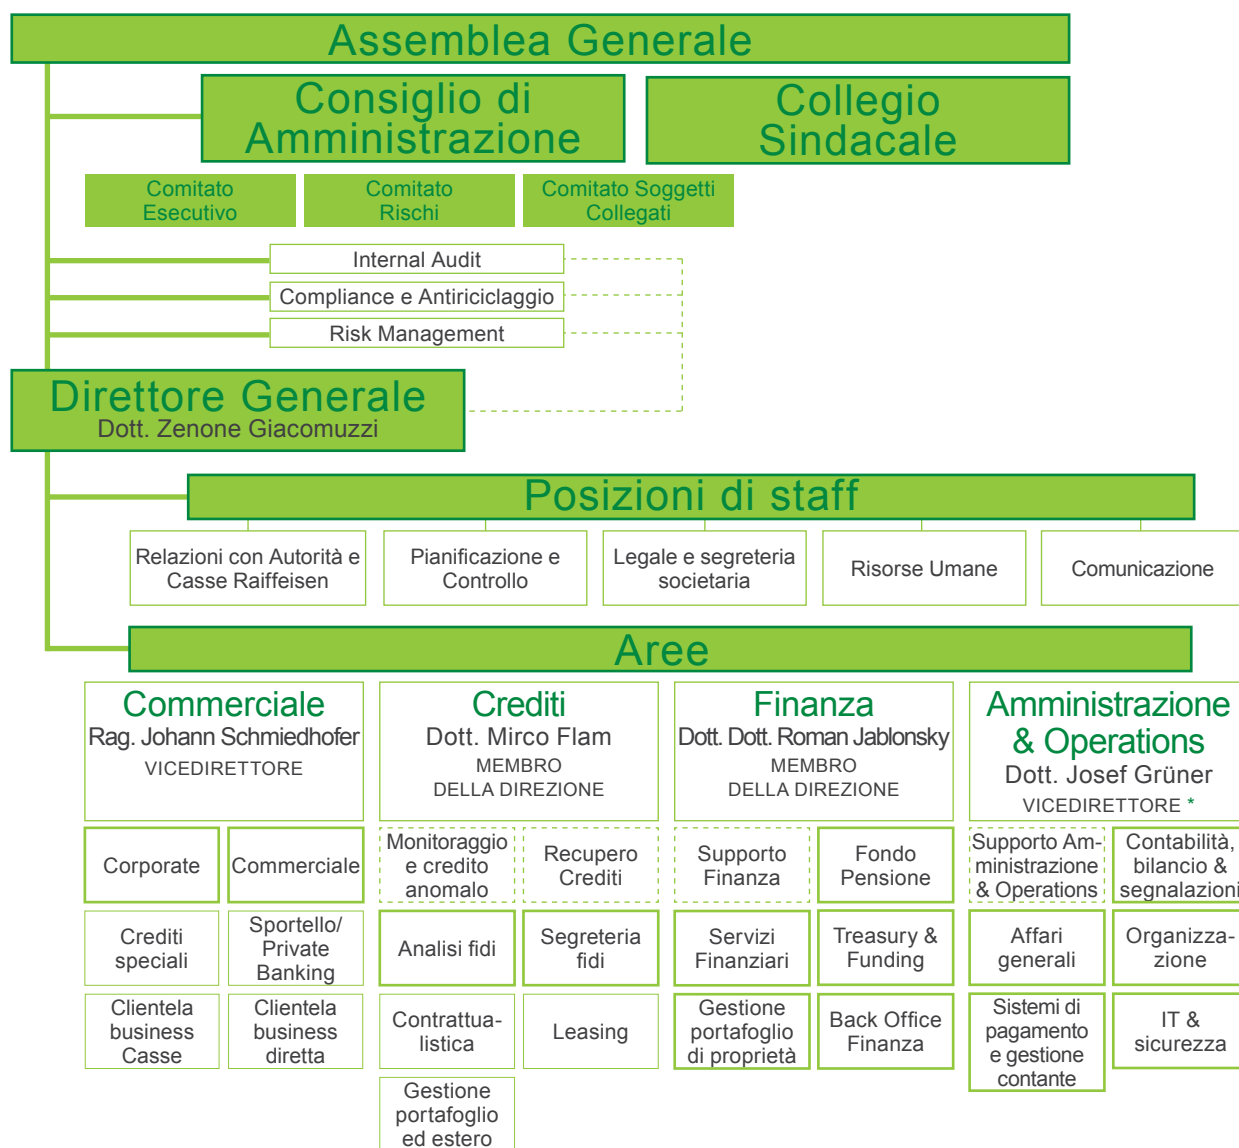 Assemblea Generale
Consiglio di
Amministrazione
Collegio
Sindacale
Comitato
Esecutivo
Comitato
Rischi
Comitato Soggetti
Collegati
Internal Audit
Compliance e Antiriciclaggio
Risk Management
Direttore Generale
Dott. Zenone Giacomuzzi
Posizioni di staff
Relazioni con Autorità e
Casse Raiffeisen
Pianificazione e
Controllo
Legale e segreteria
societaria
Risorse Umane
Comunicazione
Aree
Commerciale
Rag. Johann Schmiedhofer
VICEDIRETTORE
Crediti
Dott. Mirco Flam
MEMBRO
DELLA DIREZIONE
Finanza
Dott. Dott. Roman Jablonsky
MEMBRO
DELLA DIREZIONE
Amministrazione
& Operations
Dott. Josef Grüner
VICEDIRETTORE *
Corporate
Commerciale
Monitoraggio
e credito
anomalo
Recupero
Crediti
Supporto
Finanza
Fondo
Pensione
Supporto Am-
ministrazione
& Operations
Contabilità,
bilancio &
segnalazioni
Crediti
speciali
Sportello/
Private
Banking
Analisi fidi
Segreteria
fidi
Servizi
Finanziari
Treasury &
Funding
Affari
generali
Organizza-
zione
Clientela
business
Casse
Clientela
business
diretta
Contrattua-
listica
Leasing
Gestione
portafoglio
di proprietà
Back Office
Finanza
Sistemi di
pagamento
e gestione
contante
IT &
sicurezza
Gestione
portafoglio
ed estero